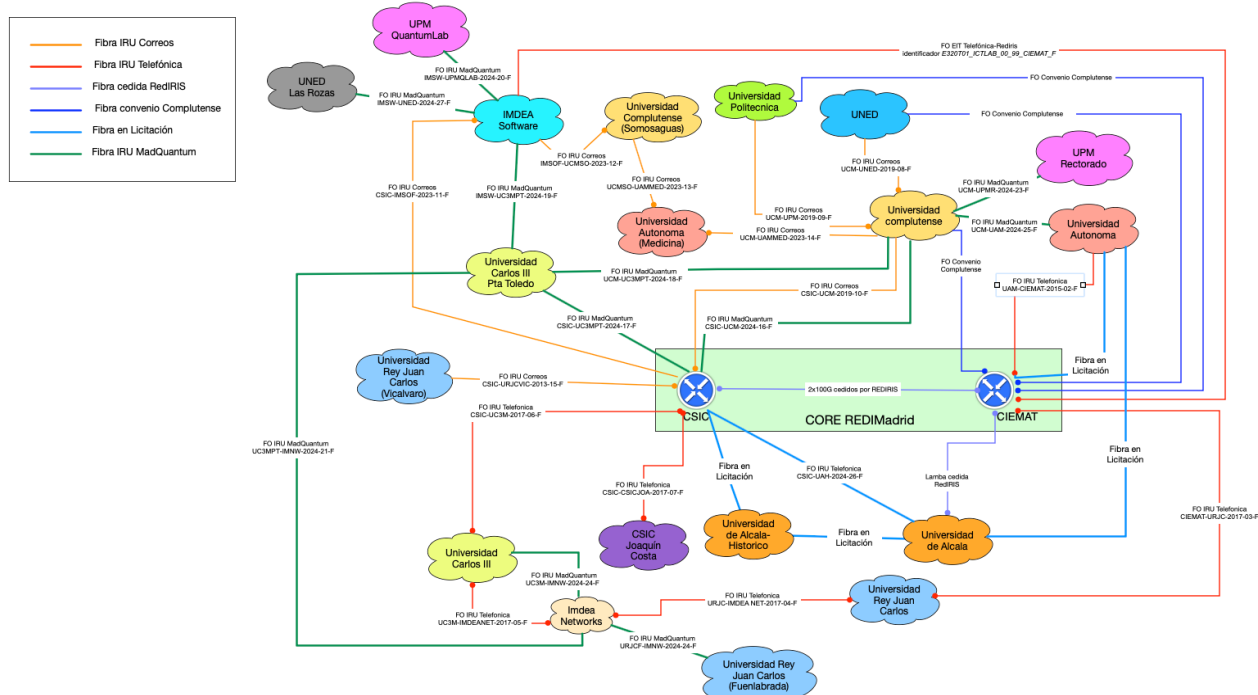 Fibra IRU Correos
Fibra IRU Telefónica
Fibra cedida RedIRIS
Fibra convenio Complutense
Fibra en Licitación
Fibra IRU MadQuantum
UPM
QuantumLab
FO EIT Telefónica-Rediris
identificador E320T01_ICTLAB_00_99_CIEMAT_F
FO IRU MadQuantum
IMSW-UPMQLAB-2024-20-F
UNED
Las Rozas
FO IRU MadQuantum
IMSW-UNED-2024-27-F
IMDEA
Software
Universidad
Complutense
(Somosaguas)
Universidad
Politecnica
FO Convenio Complutense
UNED
FO Convenio Complutense
FO IRU Correos
IMSOF-UCMSO-2023-12-F
FO IRU Correos
UCM-UNED-2019-08-F
UPM
Rectorado
FO IRU Correos
CSIC-IMSOF-2023-11-F
FO IRU MadQuantum
IMSW-UC3MPT-2024-19-F
FO IRU Correos
UCMSO-UAMMED-2023-13-F
FO IRU MadQuantum
UCM-UPMR-2024-23-F
FO IRU Correos
UCM-UPM-2019-09-F
Universidad
complutense
FO IRU MadQuantum
UCM-UAM-2024-25-F
Universidad
Autonoma
Universidad
Autonoma
(Medicina)
FO IRU Correos
UCM-UAMMED-2023-14-F
Universidad
Carlos III
Pta Toledo
FO IRU MadQuantum
UCM-UC3MPT-2024-18-F
FO Convenio
Complutense
FO IRU Telefonica
UAM-CIEMAT-2015-02-F
FO IRU Correos
CSIC-UCM-2019-10-F
FO IRU MadQuantum
CSIC-UC3MPT-2024-17-F
FO IRU MadQuantum
CSIC-UCM-2024-16-F
Universidad
Rey Juan
Carlos
(Vicalvaro)
FO IRU Correos
CSIC-URJCVIC-2013-15-F
Fibra en
Licitación
2x100G cedidos por REDIRIS
CSIC
CORE REDIMadrid
CIEMAT
FO IRU Telefonica
CSIC-UC3M-2017-06-F
FO IRU MadQuantum
UC3MPT-IMNW-2024-21-F
Fibra en
Licitación
Fibra en
Licitación
FO IRU Telefonica
CSIC-UAH-2024-26-F
Lamba cedida
RedIRIS
FO IRU Telefonica
CSIC-CSICJOA-2017-07-F
FO IRU Telefonica
CIEMAT-URJC-2017-03-F
Universidad
Carlos III
CSIC
Joaquín
Costa
Universidad
de Alcala-
Historico
Fibra en
Licitación
Universidad
de Alcala
FO IRU MadQuantum
UC3M-IMNW-2024-24-F
FO IRU Telefonica
UC3M-IMDEANET-2017-05-F
Imdea
Networks
FO IRU Telefonica
URJC-IMDEA NET-2017-04-F
Universidad
Rey Juan
Carlos
FO IRU MadQuantum
URJCF-IMNW-2024-24-F
Universidad Rey
Juan Carlos
(Fuenlabrada)